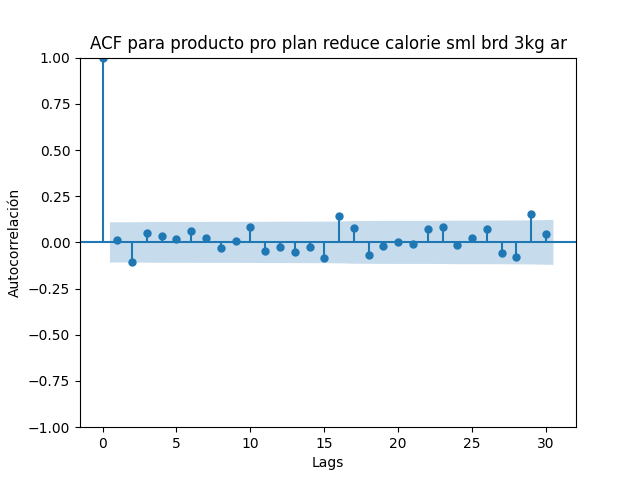 ACF para producto pro plan reduce calorie sml brd 3kg ar
1.00
0.75
0.50
0.25
0.00
−0.25
−0.50
−0.75
−1.00
Autocorrelación
0 5 10 15 20 25 30
Lags